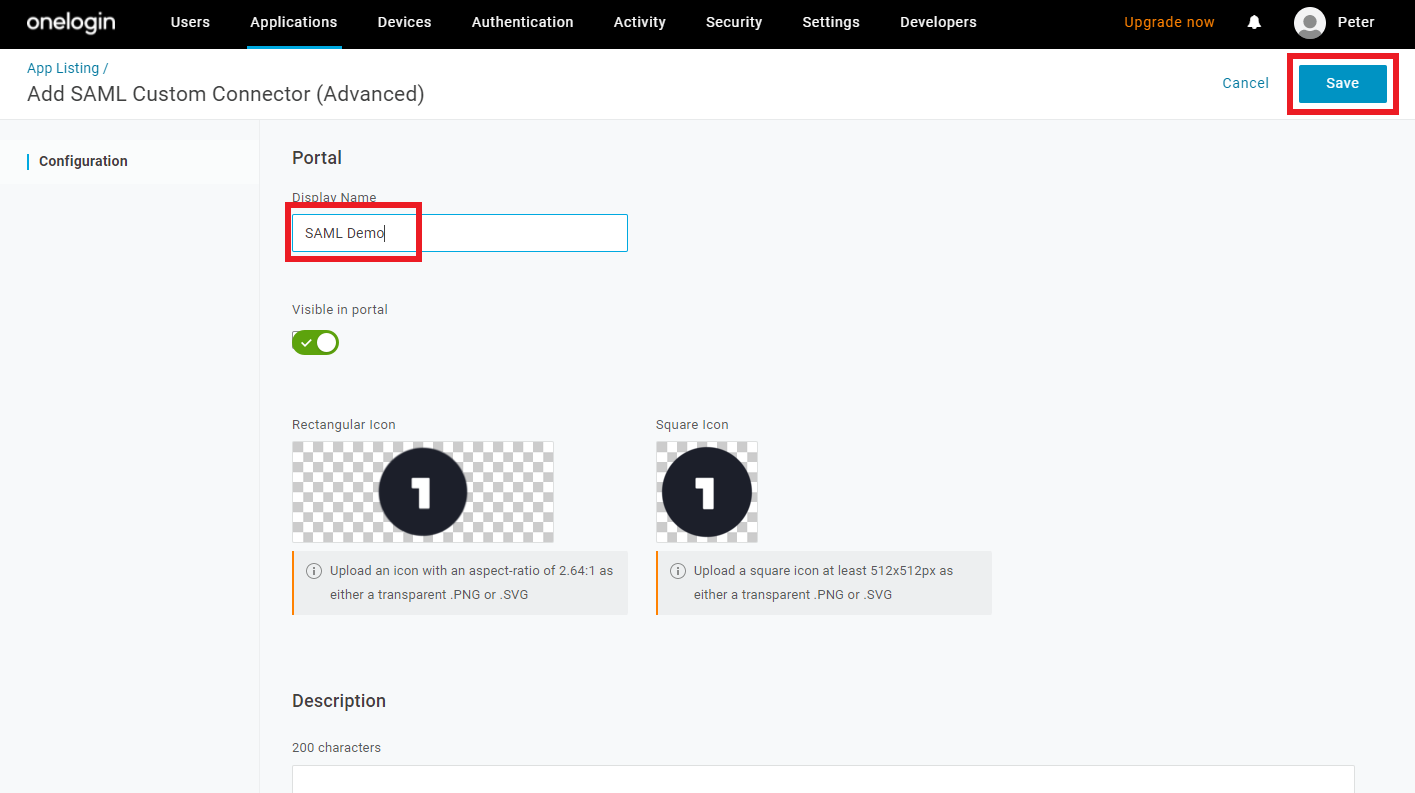 onelogin Users Applications Devices Authentication Activity Security Settings Developers Upgrade now Peter
App Listing /
Add SAML Custom Connector (Advanced)
Cancel Save
Configuration
Portal
Display Name
SAML Demo
Visible in portal
Rectangular Icon Square Icon
1 1
Upload an icon with an aspect-ratio of 2.64:1 as
either a transparent .PNG or .SVG
Upload a square icon at least 512x512px as
either a transparent .PNG or .SVG
Description
200 characters